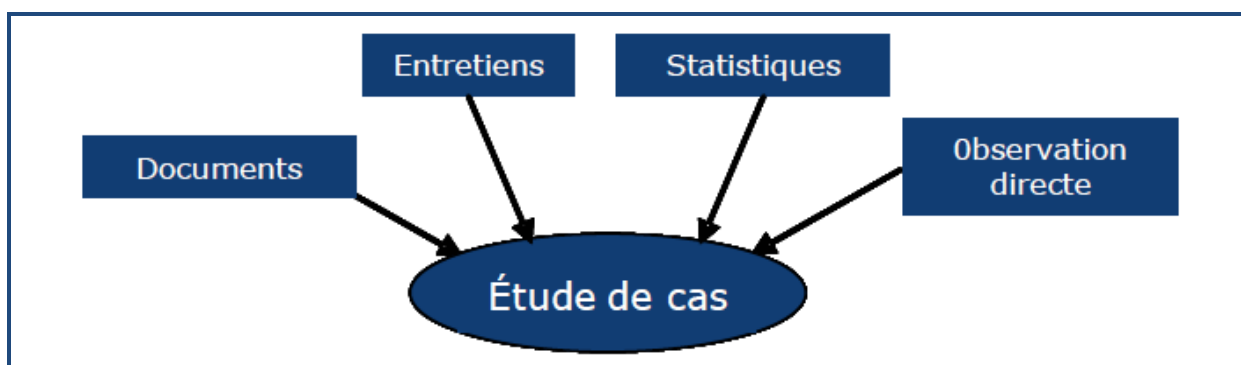 Entretiens
Statistiques
Documents
0bservation
directe
Étude de cas